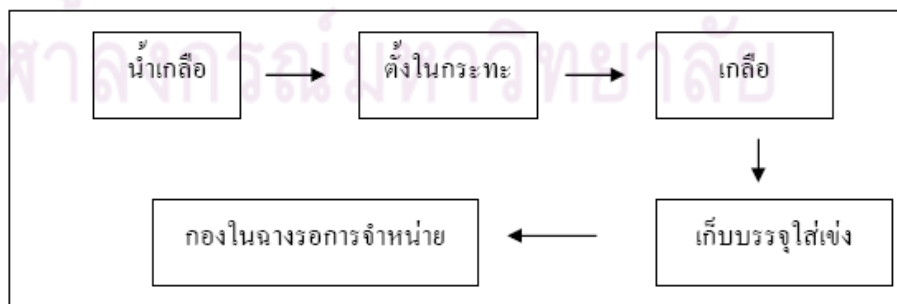 น้ำเกลือ
ตั้งในกระทะ
เกลือ
เก็บบรรจุใส่เข่ง
กองในฉางรอการจำหน่าย